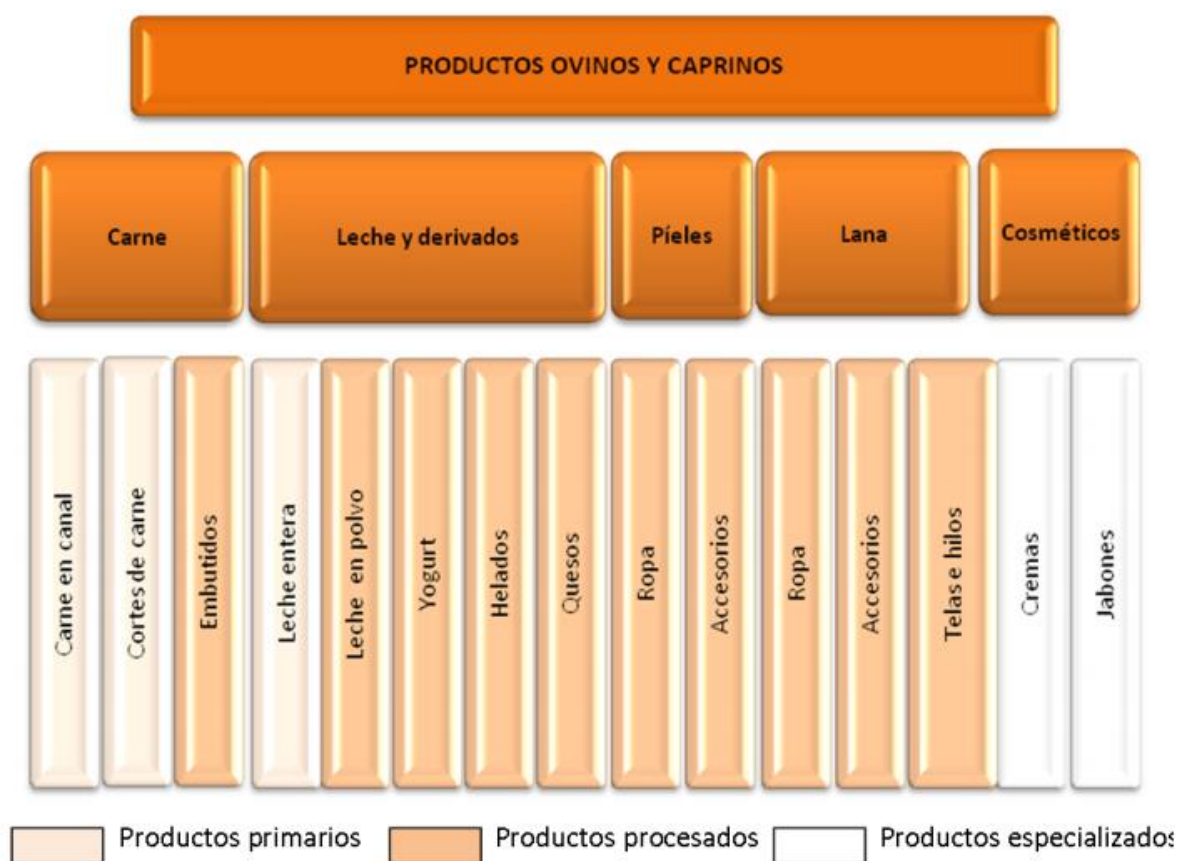 PRODUCTOS OVINOS Y CAPRINOS
Carne
Leche y derivados
Píeles
Lana
Cosméticos
Carne en canal
Cortes de carne
Embutidos
Leche entera
Leche en polvo
Yogurt
Helados
Quesos
Ropa
Accesorios
Ropa
Accesorios
Telas e hilos
Cremas
Jabones
Productos primarios
Productos procesados
Productos especializados